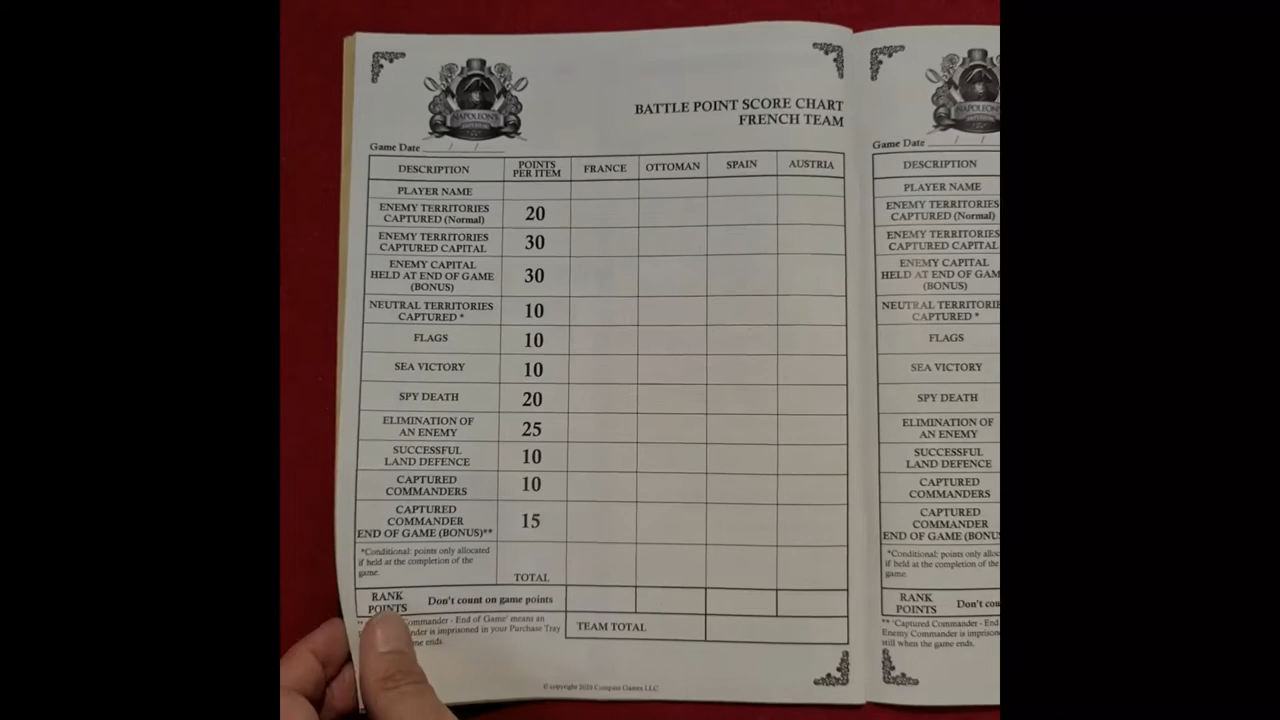 NAPOLEON'S
IMPERIUM
BATTLE POINT SCORE CHART
FRENCH TEAM
Game Date __/__/__
DESCRIPTION
POINTS
PER ITEM
FRANCE
OTTOMAN
SPAIN
AUSTRIA
PLAYER NAME
ENEMY TERRITORIES
CAPTURED (Normal)
20
ENEMY TERRITORIES
CAPTURED CAPITAL
30
ENEMY CAPITAL
HELD AT END OF GAME
(BONUS)
30
NEUTRAL TERRITORIES
CAPTURED *
10
FLAGS
10
SEA VICTORY
10
SPY DEATH
20
ELIMINATION OF
AN ENEMY
25
SUCCESSFUL
LAND DEFENCE
10
CAPTURED
COMMANDERS
10
CAPTURED
COMMANDER
END OF GAME (BONUS)**
15
*Conditional: points only allocated
if held at the completion of the
game.
TOTAL
RANK
POINTS
Don't count on game points
Commander - End of Game' means an
is imprisoned in your Purchase Tray
game ends.
TEAM TOTAL
© copyright 2020 Compass Games LLC
NAPOLEON'S
Game Date __/__/__
DESCRIPTION
PLAYER NAME
ENEMY TERRITORIES
CAPTURED (Normal)
ENEMY TERRITORIES
CAPTURED CAPITAL
ENEMY CAPITAL
HELD AT END OF GAM
(BONUS)
NEUTRAL TERRITORIE
CAPTURED *
FLAGS
SEA VICTORY
SPY DEATH
ELIMINATION OF
AN ENEMY
SUCCESSFUL
LAND DEFENCE
CAPTURED
COMMANDERS
CAPTURED
COMMANDER
END OF GAME (BONUS
*Conditional: points only alloc
if held at the completion of the
game.
RANK
POINTS
Don't cou
** 'Captured Commander - End
Enemy Commander is imprison
still when the game ends.